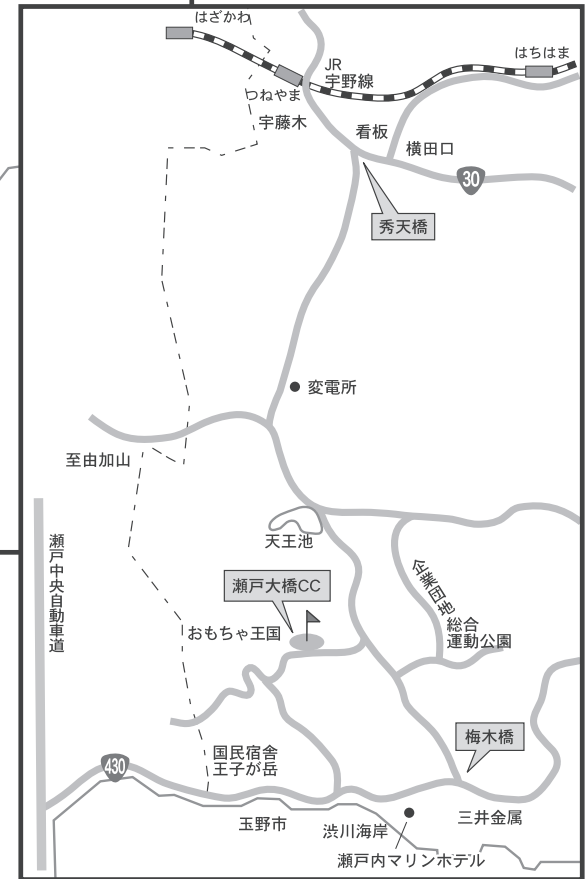 はざかわ
はちはま
JR
宇野線
つねやま
宇藤木
看板
横田口
30
秀天橋
変電所
至由加山
天王池
瀬戸中央自動車道
企業団地
瀬戸大橋CC
総合
運動公園
おもちゃ王国
梅木橋
国民宿舎
王子が岳
430
玉野市
渋川海岸
三井金属
瀬戸内マリンホテル